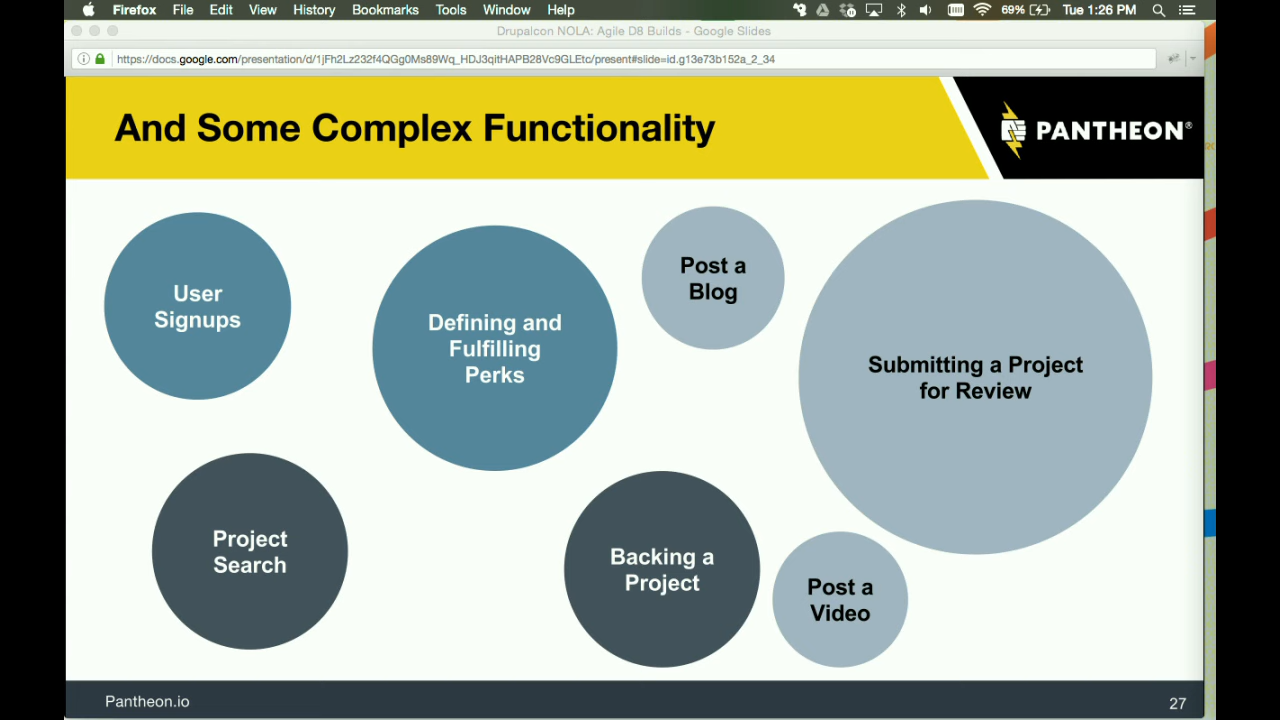 Firefox File Edit View History Bookmarks Tools Window Help 69% Tue 1:26 PM
Drupalcon NOLA: Agile D8 Builds - Google Slides
https://docs.google.com/presentation/d/1jFh2Lz232f4QGg0Ms89Wq_HDJ3qitHAPB28Vc9GLEtc/present#slide=id.g13e73b152a_2_34
And Some Complex Functionality
PANTHEON®
User
Signups
Defining and
Fulfilling
Perks
Post a
Blog
Submitting a Project
for Review
Project
Search
Backing a
Project
Post a
Video
Pantheon.io
27